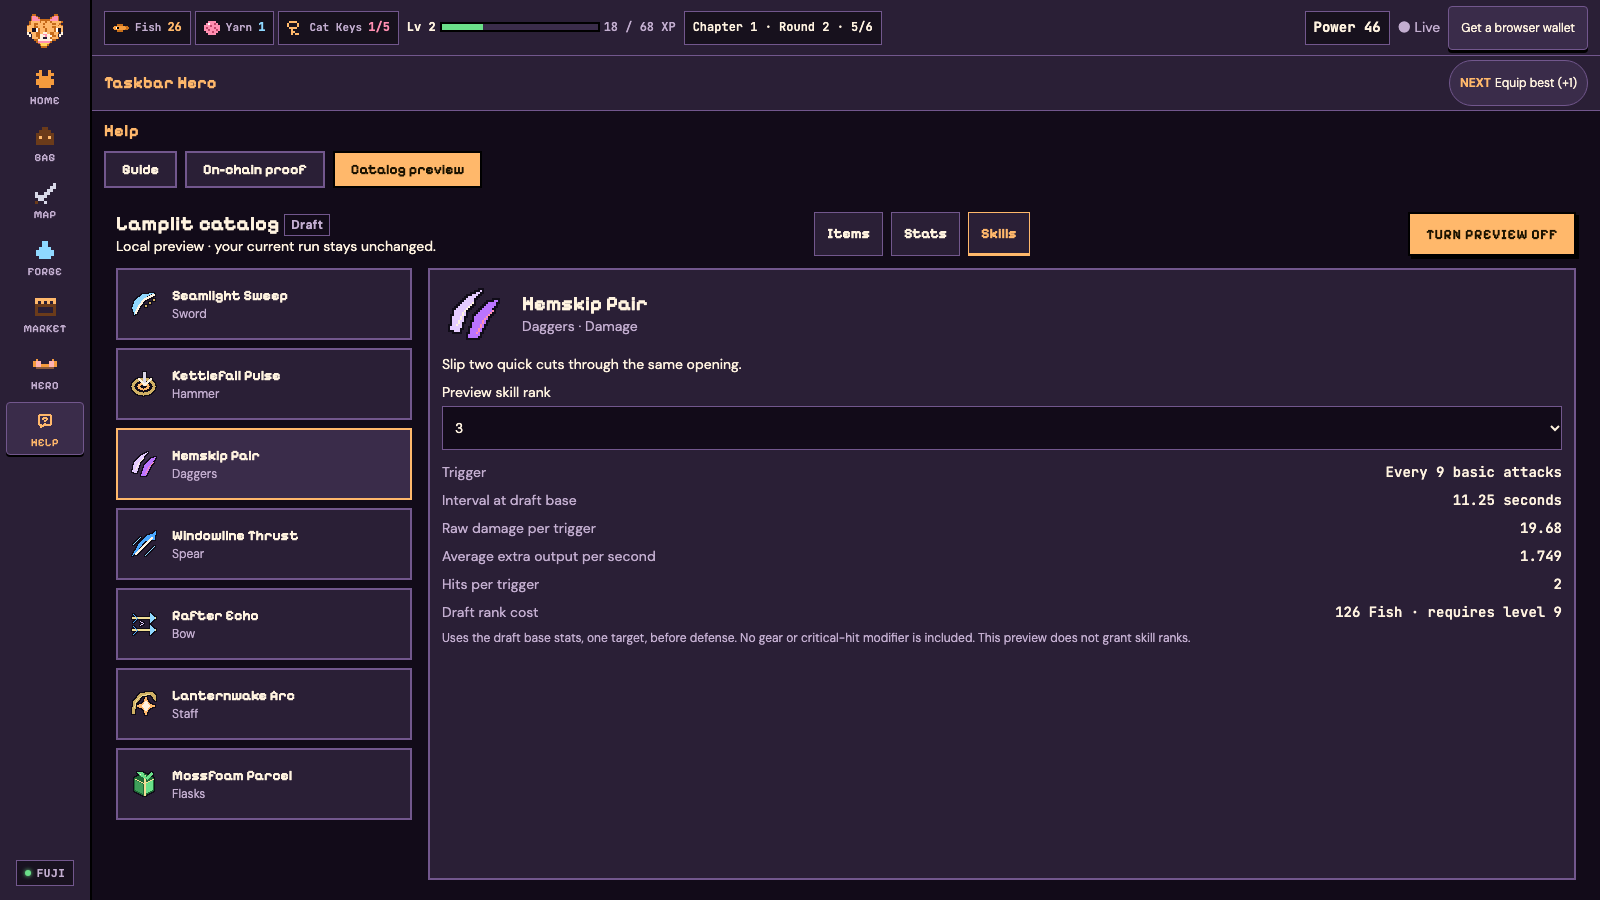 Fish 26
Yarn 1
Cat Keys 1/5
Lv 2
18 / 68 XP
Chapter 1 · Round 2 · 5/6
Power 46
Live
Get a browser wallet
HOME
BAG
MAP
FORGE
MARKET
HERO
HELP
FUJI
Taskbar Hero
NEXT Equip best (+1)
Help
Guide
On-chain proof
Catalog preview
Lamplit catalog
Draft
Local preview · your current run stays unchanged.
Items
Stats
Skills
TURN PREVIEW OFF
Seamlight Sweep
Sword
Kettlefall Pulse
Hammer
Hemskip Pair
Daggers
Windowline Thrust
Spear
Rafter Echo
Bow
Lanternwake Arc
Staff
Mossfoam Parcel
Flasks
Hemskip Pair
Daggers · Damage
Slip two quick cuts through the same opening.
Preview skill rank
3
Trigger
Every 9 basic attacks
Interval at draft base
11.25 seconds
Raw damage per trigger
19.68
Average extra output per second
1.749
Hits per trigger
2
Draft rank cost
126 Fish · requires level 9
Uses the draft base stats, one target, before defense. No gear or critical-hit modifier is included. This preview does not grant skill ranks.